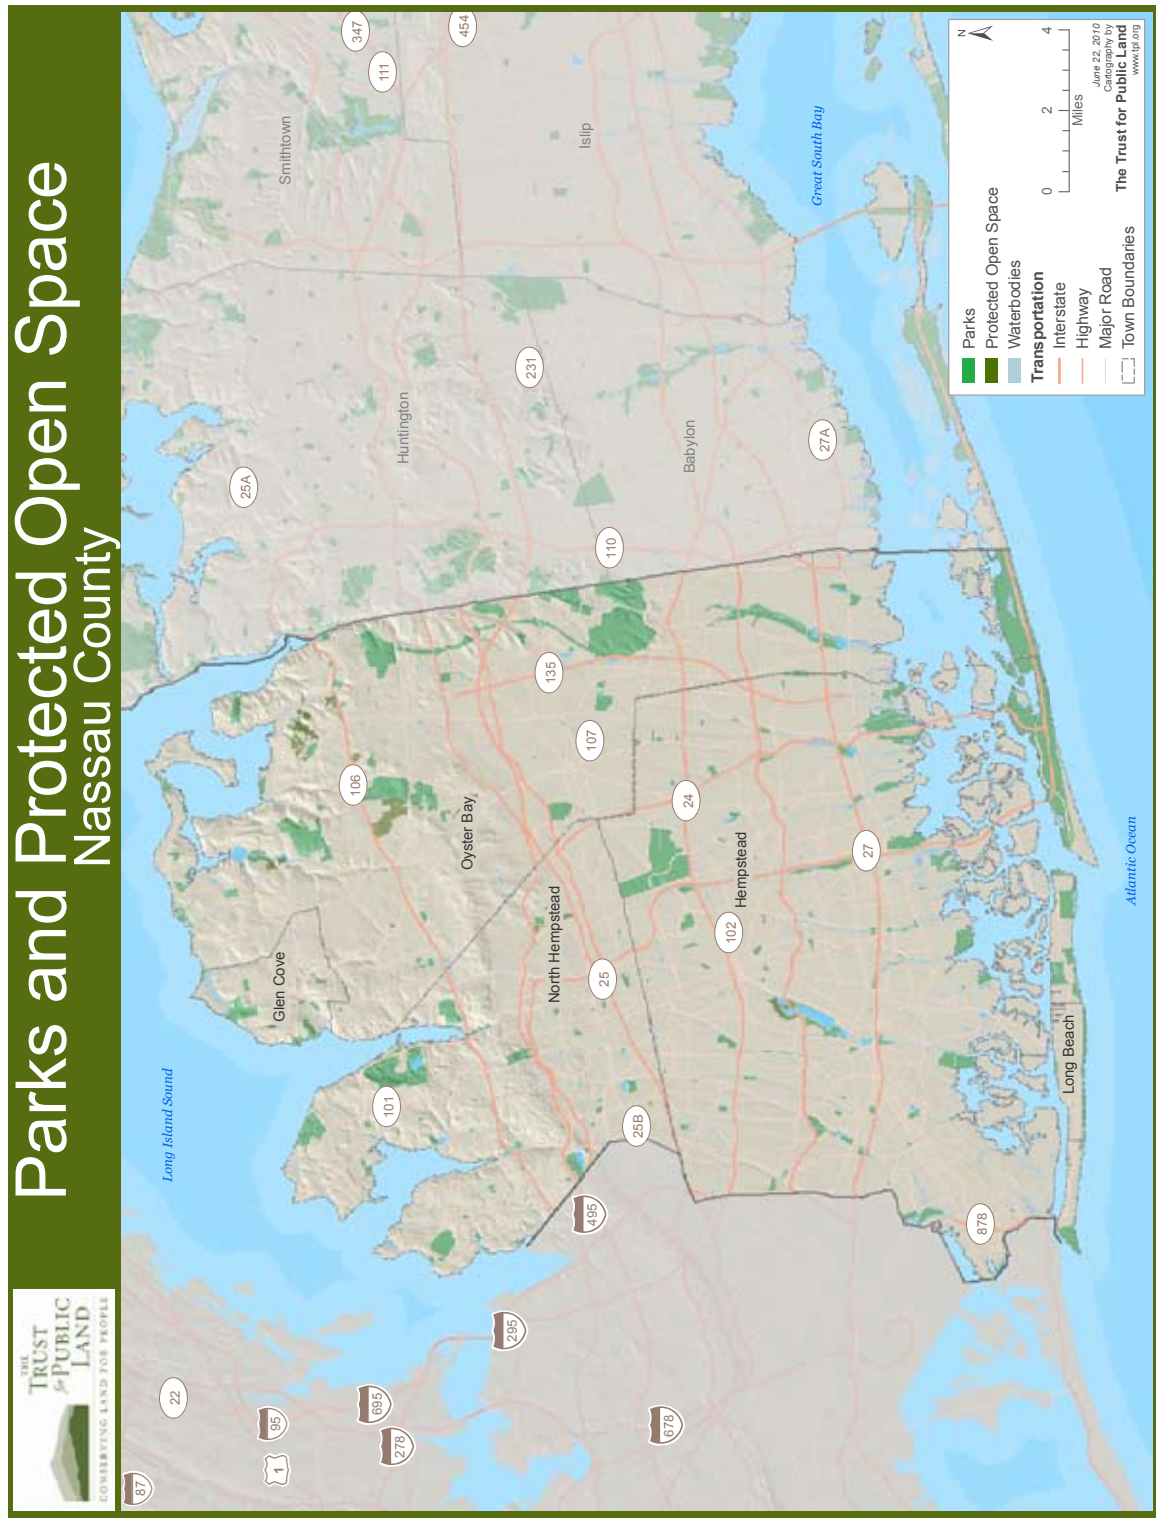 Parks and Protected Open Space
Nassau County
THE
TRUST
for PUBLIC
LAND
CONSERVING LAND FOR PEOPLE
87
1
95
22
278
695
295
678
495
Long Island Sound
101
Glen Cove
25B
25
North Hempstead
Oyster Bay
106
107
135
102
Hempstead
24
27
878
Long Beach
Atlantic Ocean
25A
Huntington
110
231
Babylon
27A
Smithtown
347
111
454
Islip
Great South Bay
Parks
Protected Open Space
Waterbodies
Transportation
Interstate
Highway
Major Road
Town Boundaries
N
0 2 4
Miles
June 22, 2010
Cartography by
The Trust for Public Land
www.tpl.org